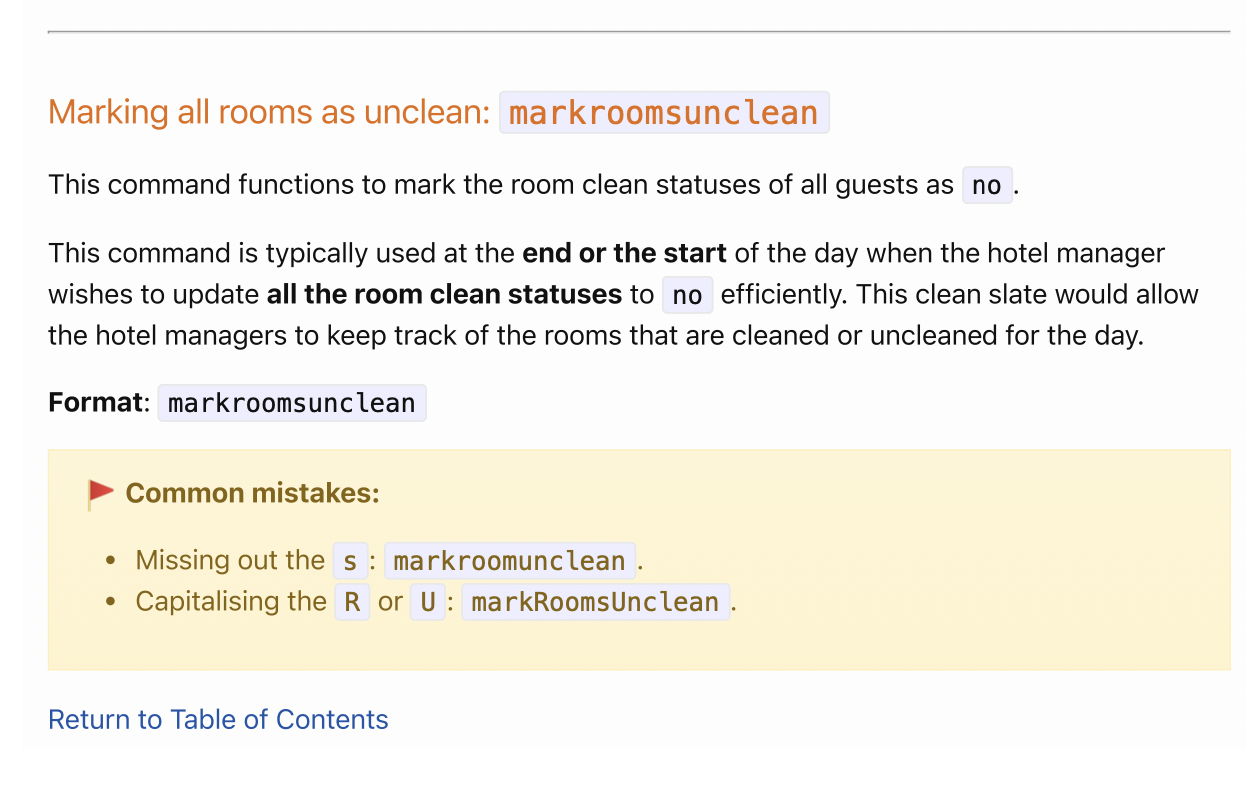 Marking all rooms as unclean: markroomsunclean
This command functions to mark the room clean statuses of all guests as no.
This command is typically used at the end or the start of the day when the hotel manager
wishes to update all the room clean statuses to no efficiently. This clean slate would allow
the hotel managers to keep track of the rooms that are cleaned or uncleaned for the day.
Format: markroomsunclean
Common mistakes:
• Missing out the s: markroomunclean.
• Capitalising the R or U: markRoomsUnclean.
Return to Table of Contents